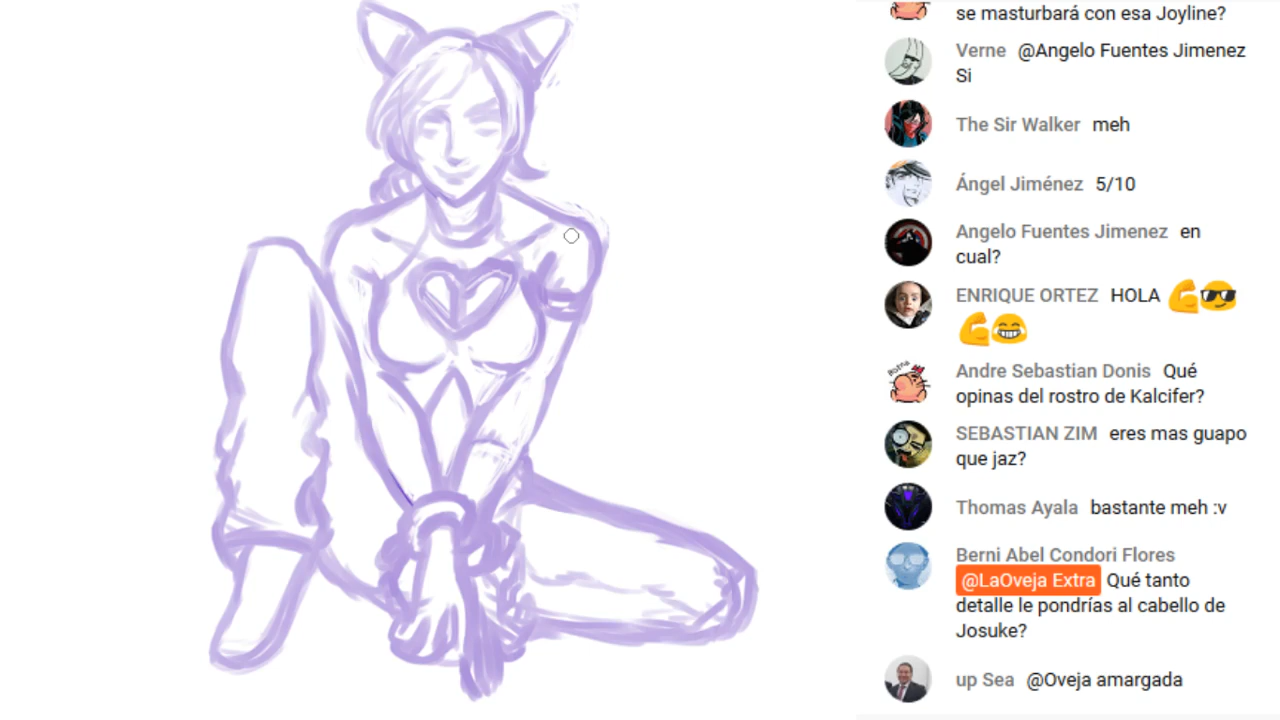 se masturbará con esa Joyline?
Verne @Angelo Fuentes Jimenez
Si
The Sir Walker meh
Ángel Jiménez 5/10
Angelo Fuentes Jimenez en
cual?
ENRIQUE ORTEZ HOLA 💪😎
💪😂
Andre Sebastian Donis Qué
opinas del rostro de Kalcifer?
SEBASTIAN ZIM eres mas guapo
que jaz?
Thomas Ayala bastante meh :v
Berni Abel Condori Flores
@LaOveja Extra Qué tanto
detalle le pondrías al cabello de
Josuke?
up Sea @Oveja amargada